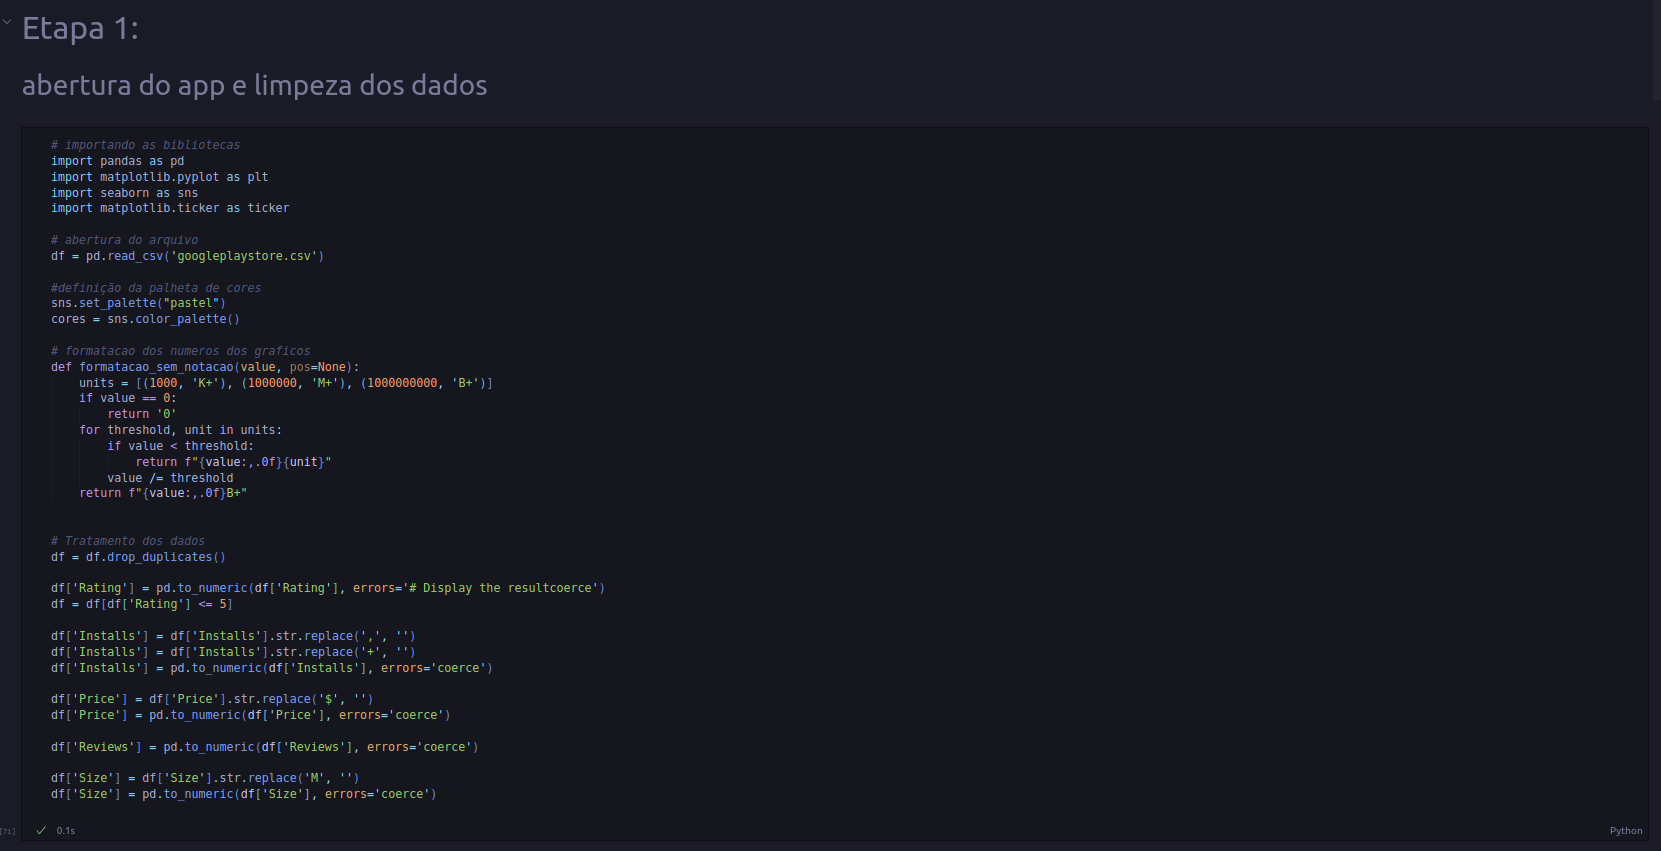 Etapa 1:
abertura do app e limpeza dos dados
# importando as bibliotecas
import pandas as pd
import matplotlib.pyplot as plt
import seaborn as sns
import matplotlib.ticker as ticker
# abertura do arquivo
df = pd.read_csv('googleplaystore.csv')
#definição da palheta de cores
sns.set_palette("pastel")
cores = sns.color_palette()
# formatacao dos numeros dos graficos
def formatacao_sem_notacao(value, pos=None):
    units = [(1000, 'K+'), (1000000, 'M+'), (1000000000, 'B+')]
    if value == 0:
        return '0'
    for threshold, unit in units:
        if value < threshold:
            return f"{value:,.0f}{unit}"
        value /= threshold
    return f"{value:,.0f}B+"
# Tratamento dos dados
df = df.drop_duplicates()
df['Rating'] = pd.to_numeric(df['Rating'], errors='# Display the resultcoerce')
df = df[df['Rating'] <= 5]
df['Installs'] = df['Installs'].str.replace(',', '')
df['Installs'] = df['Installs'].str.replace('+', '')
df['Installs'] = pd.to_numeric(df['Installs'], errors='coerce')
df['Price'] = df['Price'].str.replace('$', '')
df['Price'] = pd.to_numeric(df['Price'], errors='coerce')
df['Reviews'] = pd.to_numeric(df['Reviews'], errors='coerce')
df['Size'] = df['Size'].str.replace('M', '')
df['Size'] = pd.to_numeric(df['Size'], errors='coerce')
[71] ✓ 0.1s Python